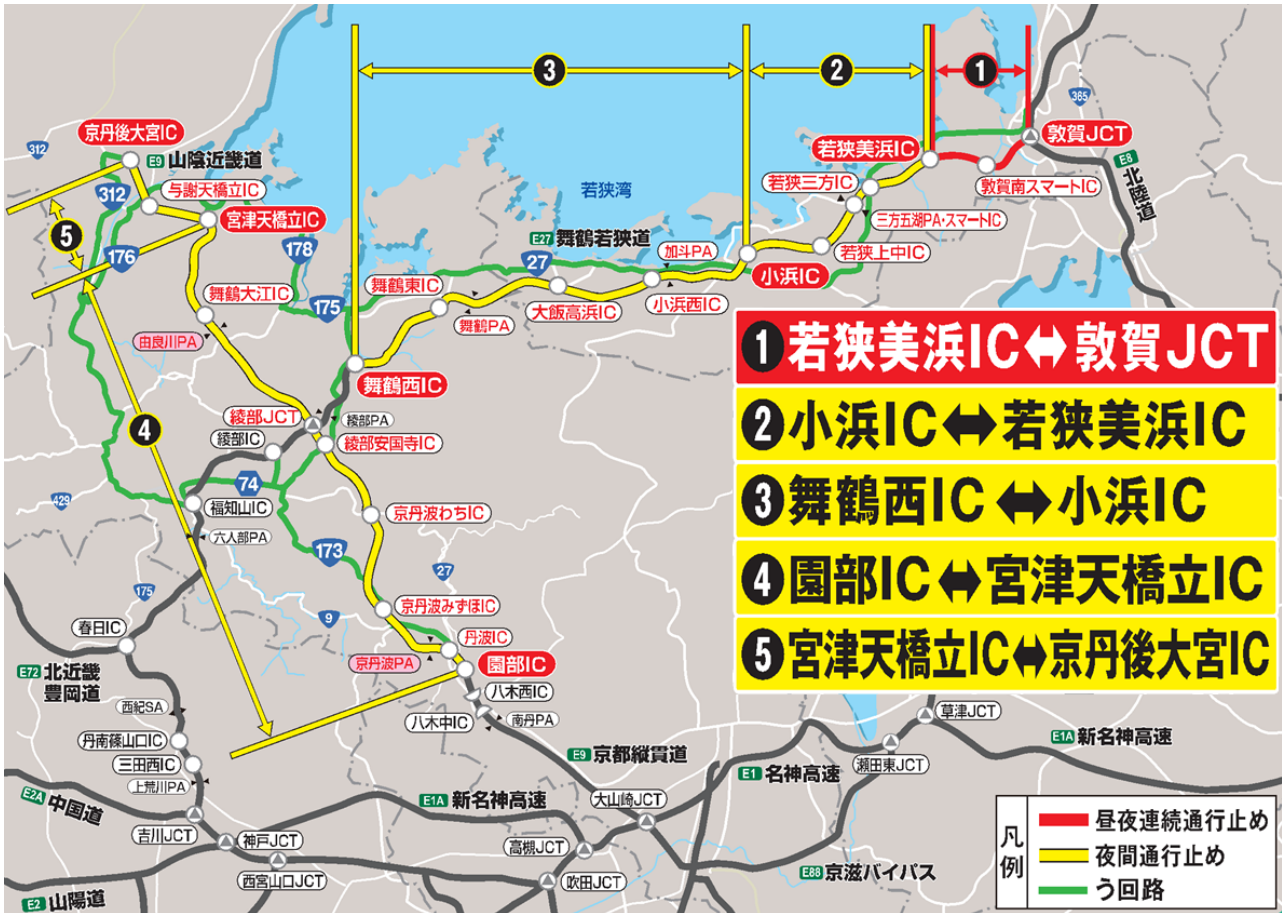 3
2
1
365
312
京丹後大宮IC
E9 山陰近畿道
若狭美浜IC
敦賀JCT
E8 北陸道
若狭三方IC
敦賀南スマートIC
与謝天橋立IC
若狭湾
312
宮津天橋立IC
三方五湖PA・スマートIC
5
176
178
E27 舞鶴若狭道
加斗PA
若狭上中IC
27
小浜IC
舞鶴東IC
舞鶴大江IC
175
大飯高浜IC
小浜西IC
舞鶴PA
由良川PA
舞鶴西IC
綾部JCT
綾部PA
4
綾部IC
綾部安国寺IC
74
429
福知山IC
京丹波わちIC
六人部PA
173
27
175
9
京丹波みずほIC
春日IC
丹波IC
京丹波PA
園部IC
E72 北近畿
豊岡道
八木西IC
西紀SA
八木中IC
南丹PA
丹南篠山口IC
E9 京都縦貫道
三田西IC
上荒川PA
E2A 中国道
E1A 新名神高速
大山崎JCT
E1 名神高速
瀬田東JCT
草津JCT
E1A 新名神高速
吉川JCT
神戸JCT
高槻JCT
西宮山口JCT
吹田JCT
E88 京滋バイパス
E2 山陽道
1 若狭美浜IC⇔敦賀JCT
2 小浜IC⇔若狭美浜IC
3 舞鶴西IC⇔小浜IC
4 園部IC⇔宮津天橋立IC
5 宮津天橋立IC⇔京丹後大宮IC
凡例
昼夜連続通行止め
夜間通行止め
う回路